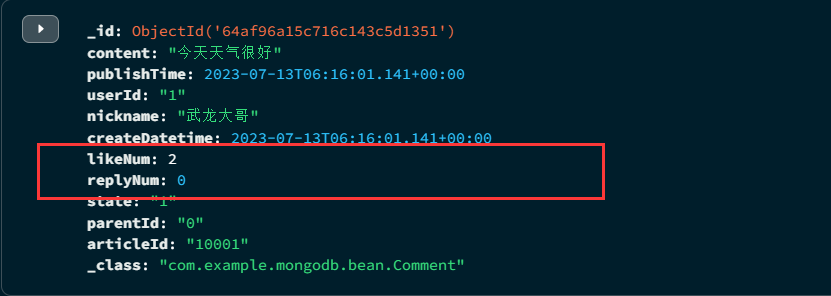 _id: ObjectId('64af96a15c716c143c5d1351')
content: "今天天气很好"
publishTime: 2023-07-13T06:16:01.141+00:00
userId: "1"
nickname: "武龙大哥"
createDatetime: 2023-07-13T06:16:01.141+00:00
likeNum: 2
replyNum: 0
state: "1"
parentId: "0"
articleId: "10001"
_class: "com.example.mongodb.bean.Comment"